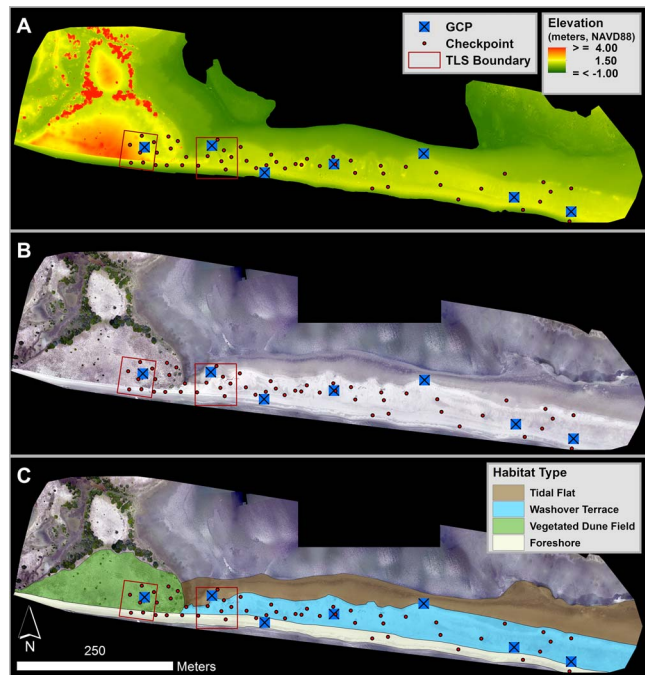 A
GCP
Checkpoint
TLS Boundary
Elevation
(meters, NAVD88)
> = 4.00
1.50
= < -1.00
B
C
Habitat Type
Tidal Flat
Washover Terrace
Vegetated Dune Field
Foreshore
N
250
Meters